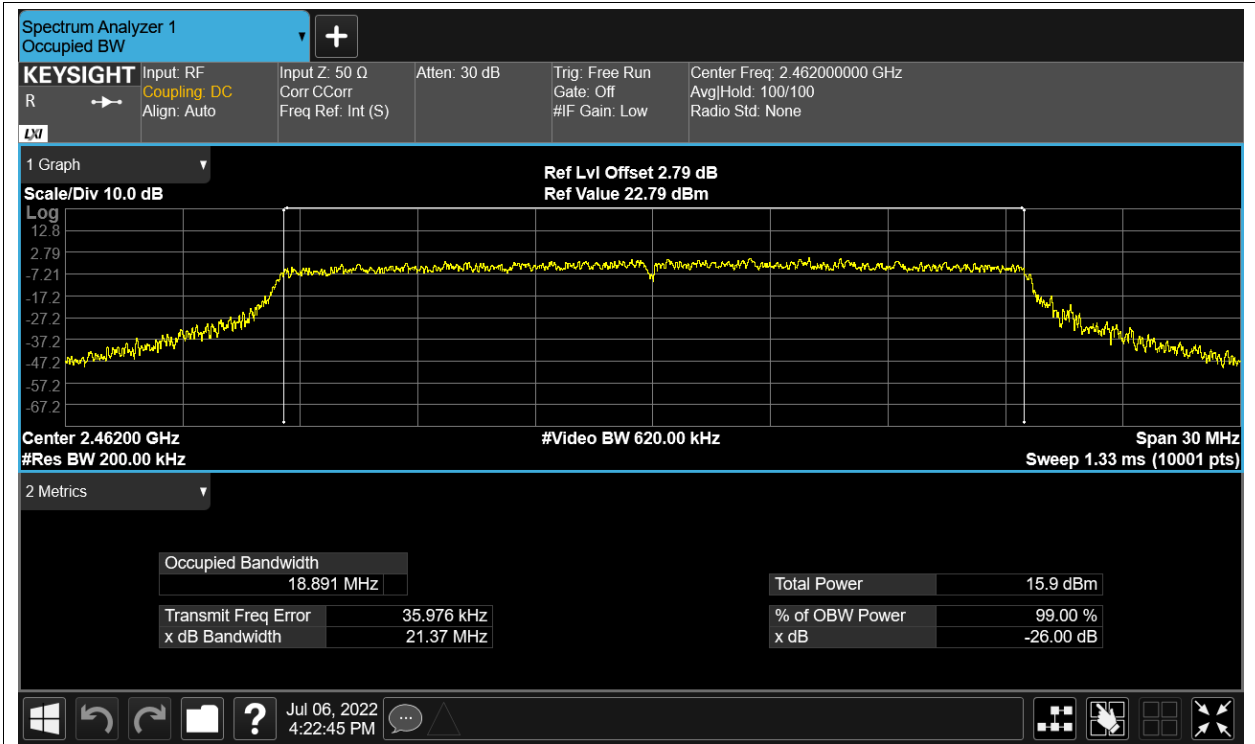 Spectrum Analyzer 1
Occupied BW
KEYSIGHT
R
LXI
Input: RF
Coupling: DC
Align: Auto
Input Z: 50 Ω
Corr CCorr
Freq Ref: Int (S)
Atten: 30 dB
Trig: Free Run
Gate: Off
#IF Gain: Low
Center Freq: 2.462000000 GHz
Avg|Hold: 100/100
Radio Std: None
1 Graph
Scale/Div 10.0 dB
Ref Lvl Offset 2.79 dB
Ref Value 22.79 dBm
Log
12.8
2.79
-7.21
-17.2
-27.2
-37.2
-47.2
-57.2
-67.2
Center 2.46200 GHz
#Video BW 620.00 kHz
Span 30 MHz
#Res BW 200.00 kHz
Sweep 1.33 ms (10001 pts)
2 Metrics
Occupied Bandwidth
18.891 MHz
Transmit Freq Error 35.976 kHz
x dB Bandwidth 21.37 MHz
Total Power 15.9 dBm
% of OBW Power 99.00 %
x dB -26.00 dB
?
Jul 06, 2022
4:22:45 PM